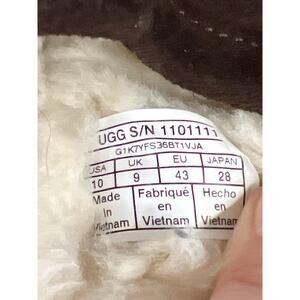 UGG S/N 1101111
G1K7YFS36BT1VJA
USA UK EU JAPAN
10 9 43 28
Made Fabriqué Hecho
in en en
Vietnam Vietnam Vietnam